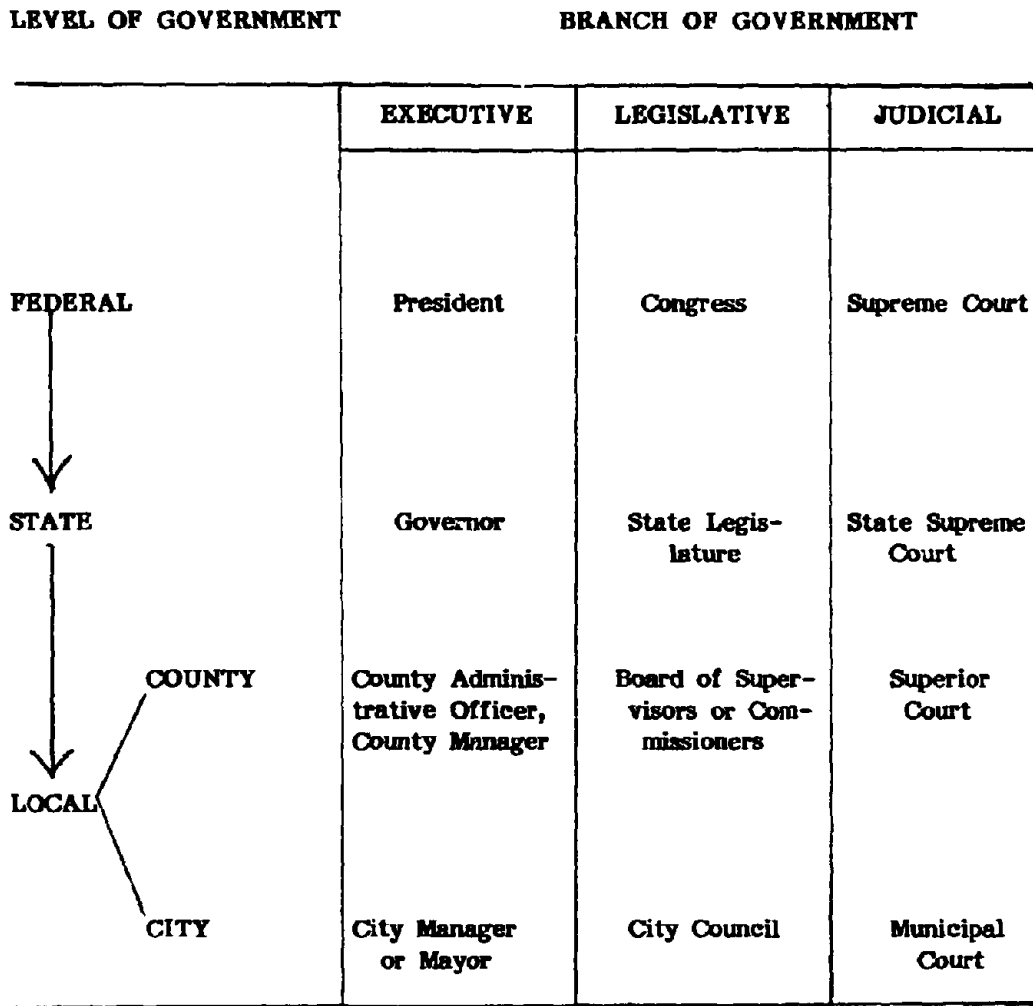 LEVEL OF GOVERNMENT BRANCH OF GOVERNMENT
EXECUTIVE LEGISLATIVE JUDICIAL
FEDERAL President Congress Supreme Court
STATE Governor State Legis- State Supreme
lature Court
COUNTY County Adminis- Board of Super- Superior
trative Officer, visors or Com- Court
County Manager missioners
LOCAL
CITY City Manager City Council Municipal
or Mayor Court